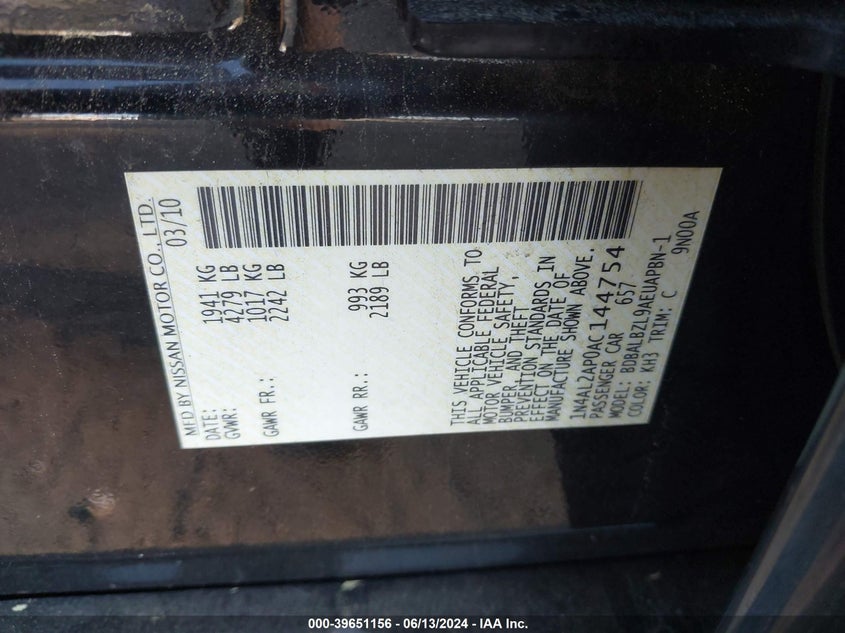 MFD BY NISSAN MOTOR CO., LTD.
DATE: 03/10
GVWR: 1941 KG
4279 LB
GAWR FR.: 1017 KG
2242 LB
GAWR RR.: 993 KG
2189 LB
THIS VEHICLE CONFORMS TO
ALL APPLICABLE FEDERAL
MOTOR VEHICLE SAFETY,
BUMPER, AND THEFT
PREVENTION STANDARDS IN
EFFECT ON THE DATE OF
MANUFACTURE SHOWN ABOVE.
1N4AL2AP0AC144754
PASSENGER CAR 657
MODEL: BDBALBZL9AEUAPBN-1
COLOR: KH3 TRIM: C 9N00A
000-39651156 - 06/13/2024 - IAA Inc.